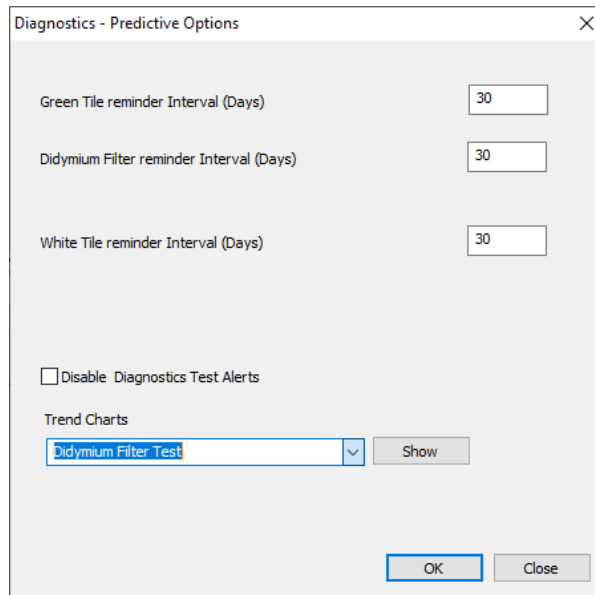 Diagnostics - Predictive Options
Green Tile reminder Interval (Days) 30
Didymium Filter reminder Interval (Days) 30
White Tile reminder Interval (Days) 30
Disable Diagnostics Test Alerts
Trend Charts
Didymium Filter Test Show
OK Close